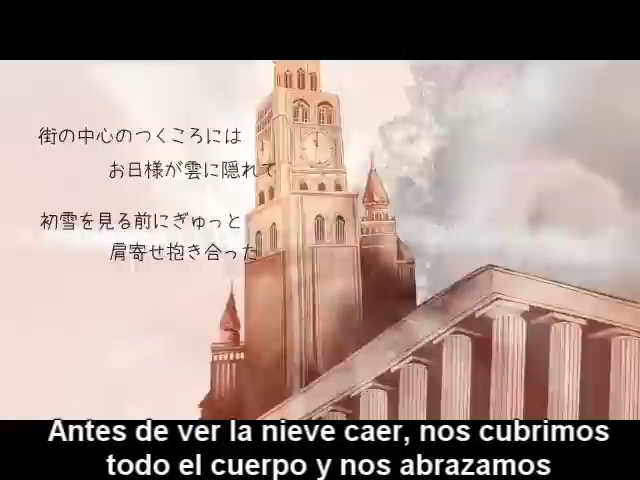 街の中心のつくころには
お日様が雲に隠れて
初雪を見る前にぎゅっと
肩寄せ抱き合った
Antes de ver la nieve caer, nos cubrimos
todo el cuerpo y nos abrazamos